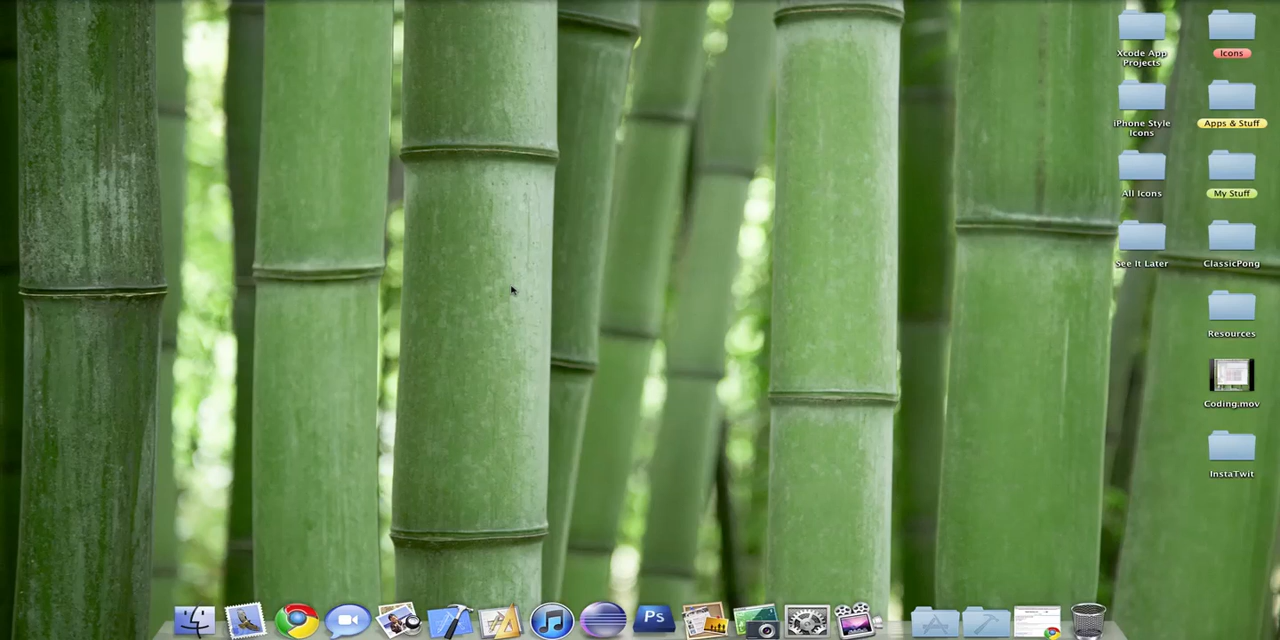 Xcode App
Projects
Icons
iPhone Style
Icons
Apps & Stuff
All Icons
My Stuff
See It Later
ClassicPong
Resources
Coding.mov
InstaTwit
Ps